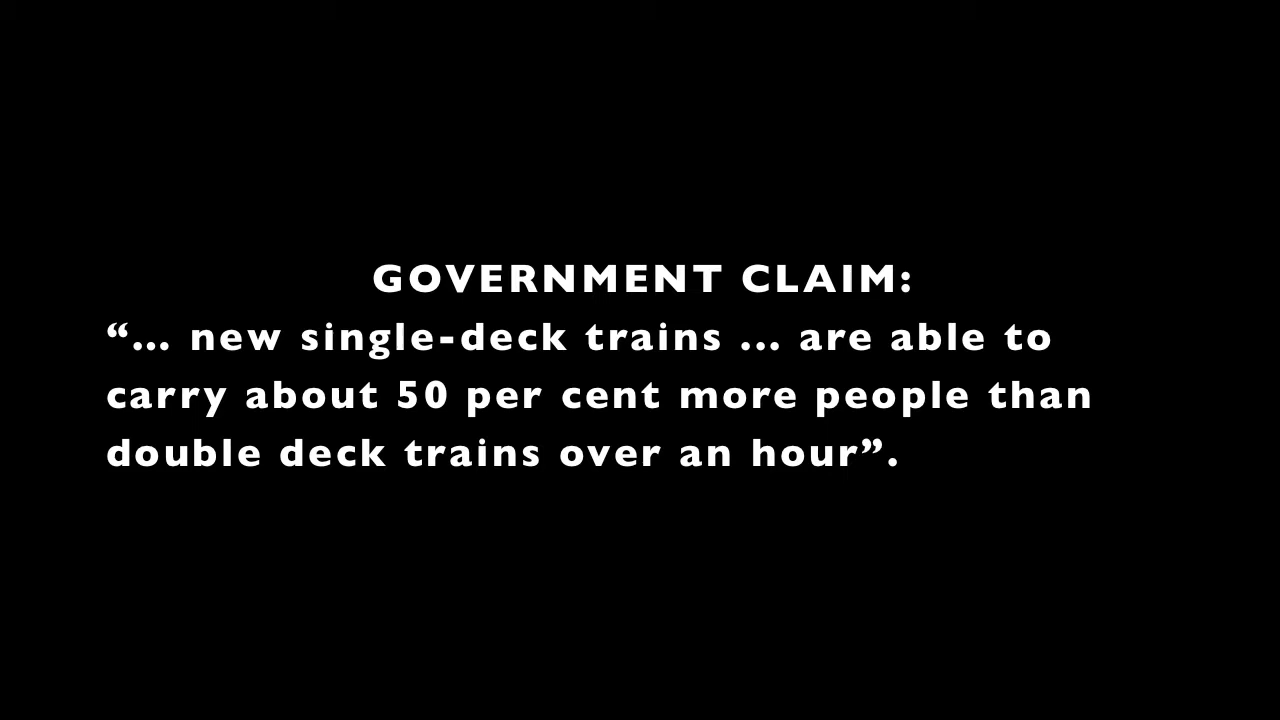 GOVERNMENT CLAIM:
“... new single-deck trains ... are able to
carry about 50 per cent more people than
double deck trains over an hour”.